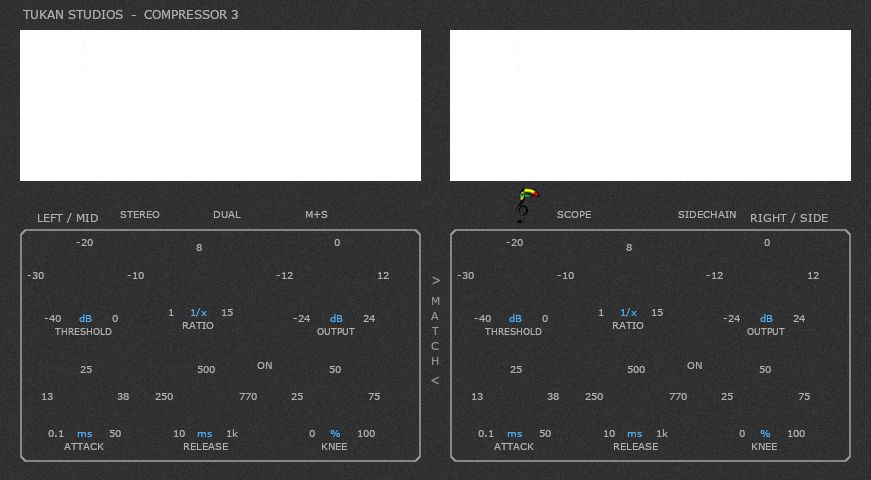 TUKAN STUDIOS - COMPRESSOR 3
LEFT / MID STEREO DUAL M+S SCOPE SIDECHAIN RIGHT / SIDE
-20 8 0
-30 -10 -12 12
-40 dB 0 1 1/x 15 -24 dB 24
THRESHOLD RATIO OUTPUT
25 500 ON 50
13 38 250 770 25 75
0.1 ms 50 10 ms 1k 0 % 100
ATTACK RELEASE KNEE
> MATCH <
-20 8 0
-30 -10 -12 12
-40 dB 0 1 1/x 15 -24 dB 24
THRESHOLD RATIO OUTPUT
25 500 ON 50
13 38 250 770 25 75
0.1 ms 50 10 ms 1k 0 % 100
ATTACK RELEASE KNEE